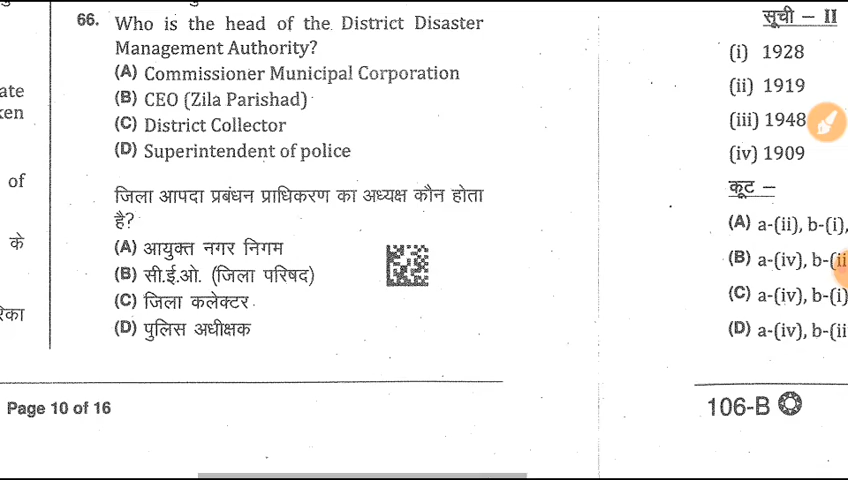 ate
ken
of
के
66. Who is the head of the District Disaster
Management Authority?
(A) Commissioner Municipal Corporation
(B) CEO (Zila Parishad)
(C) District Collector
(D) Superintendent of police
जिला आपदा प्रबंधन प्राधिकरण का अध्यक्ष कौन होता
है?
(A) आयुक्त नगर निगम
(B) सी.ई.ओ. (जिला परिषद)
(C) जिला कलेक्टर
(D) पुलिस अधीक्षक
Page 10 of 16
सूची – II
(i) 1928
(ii) 1919
(iii) 1948
(iv) 1909
कूट –
(A) a-(ii), b-(i),
(B) a-(iv), b-(ii
(C) a-(iv), b-(i)
(D) a-(iv), b-(ii
106-B